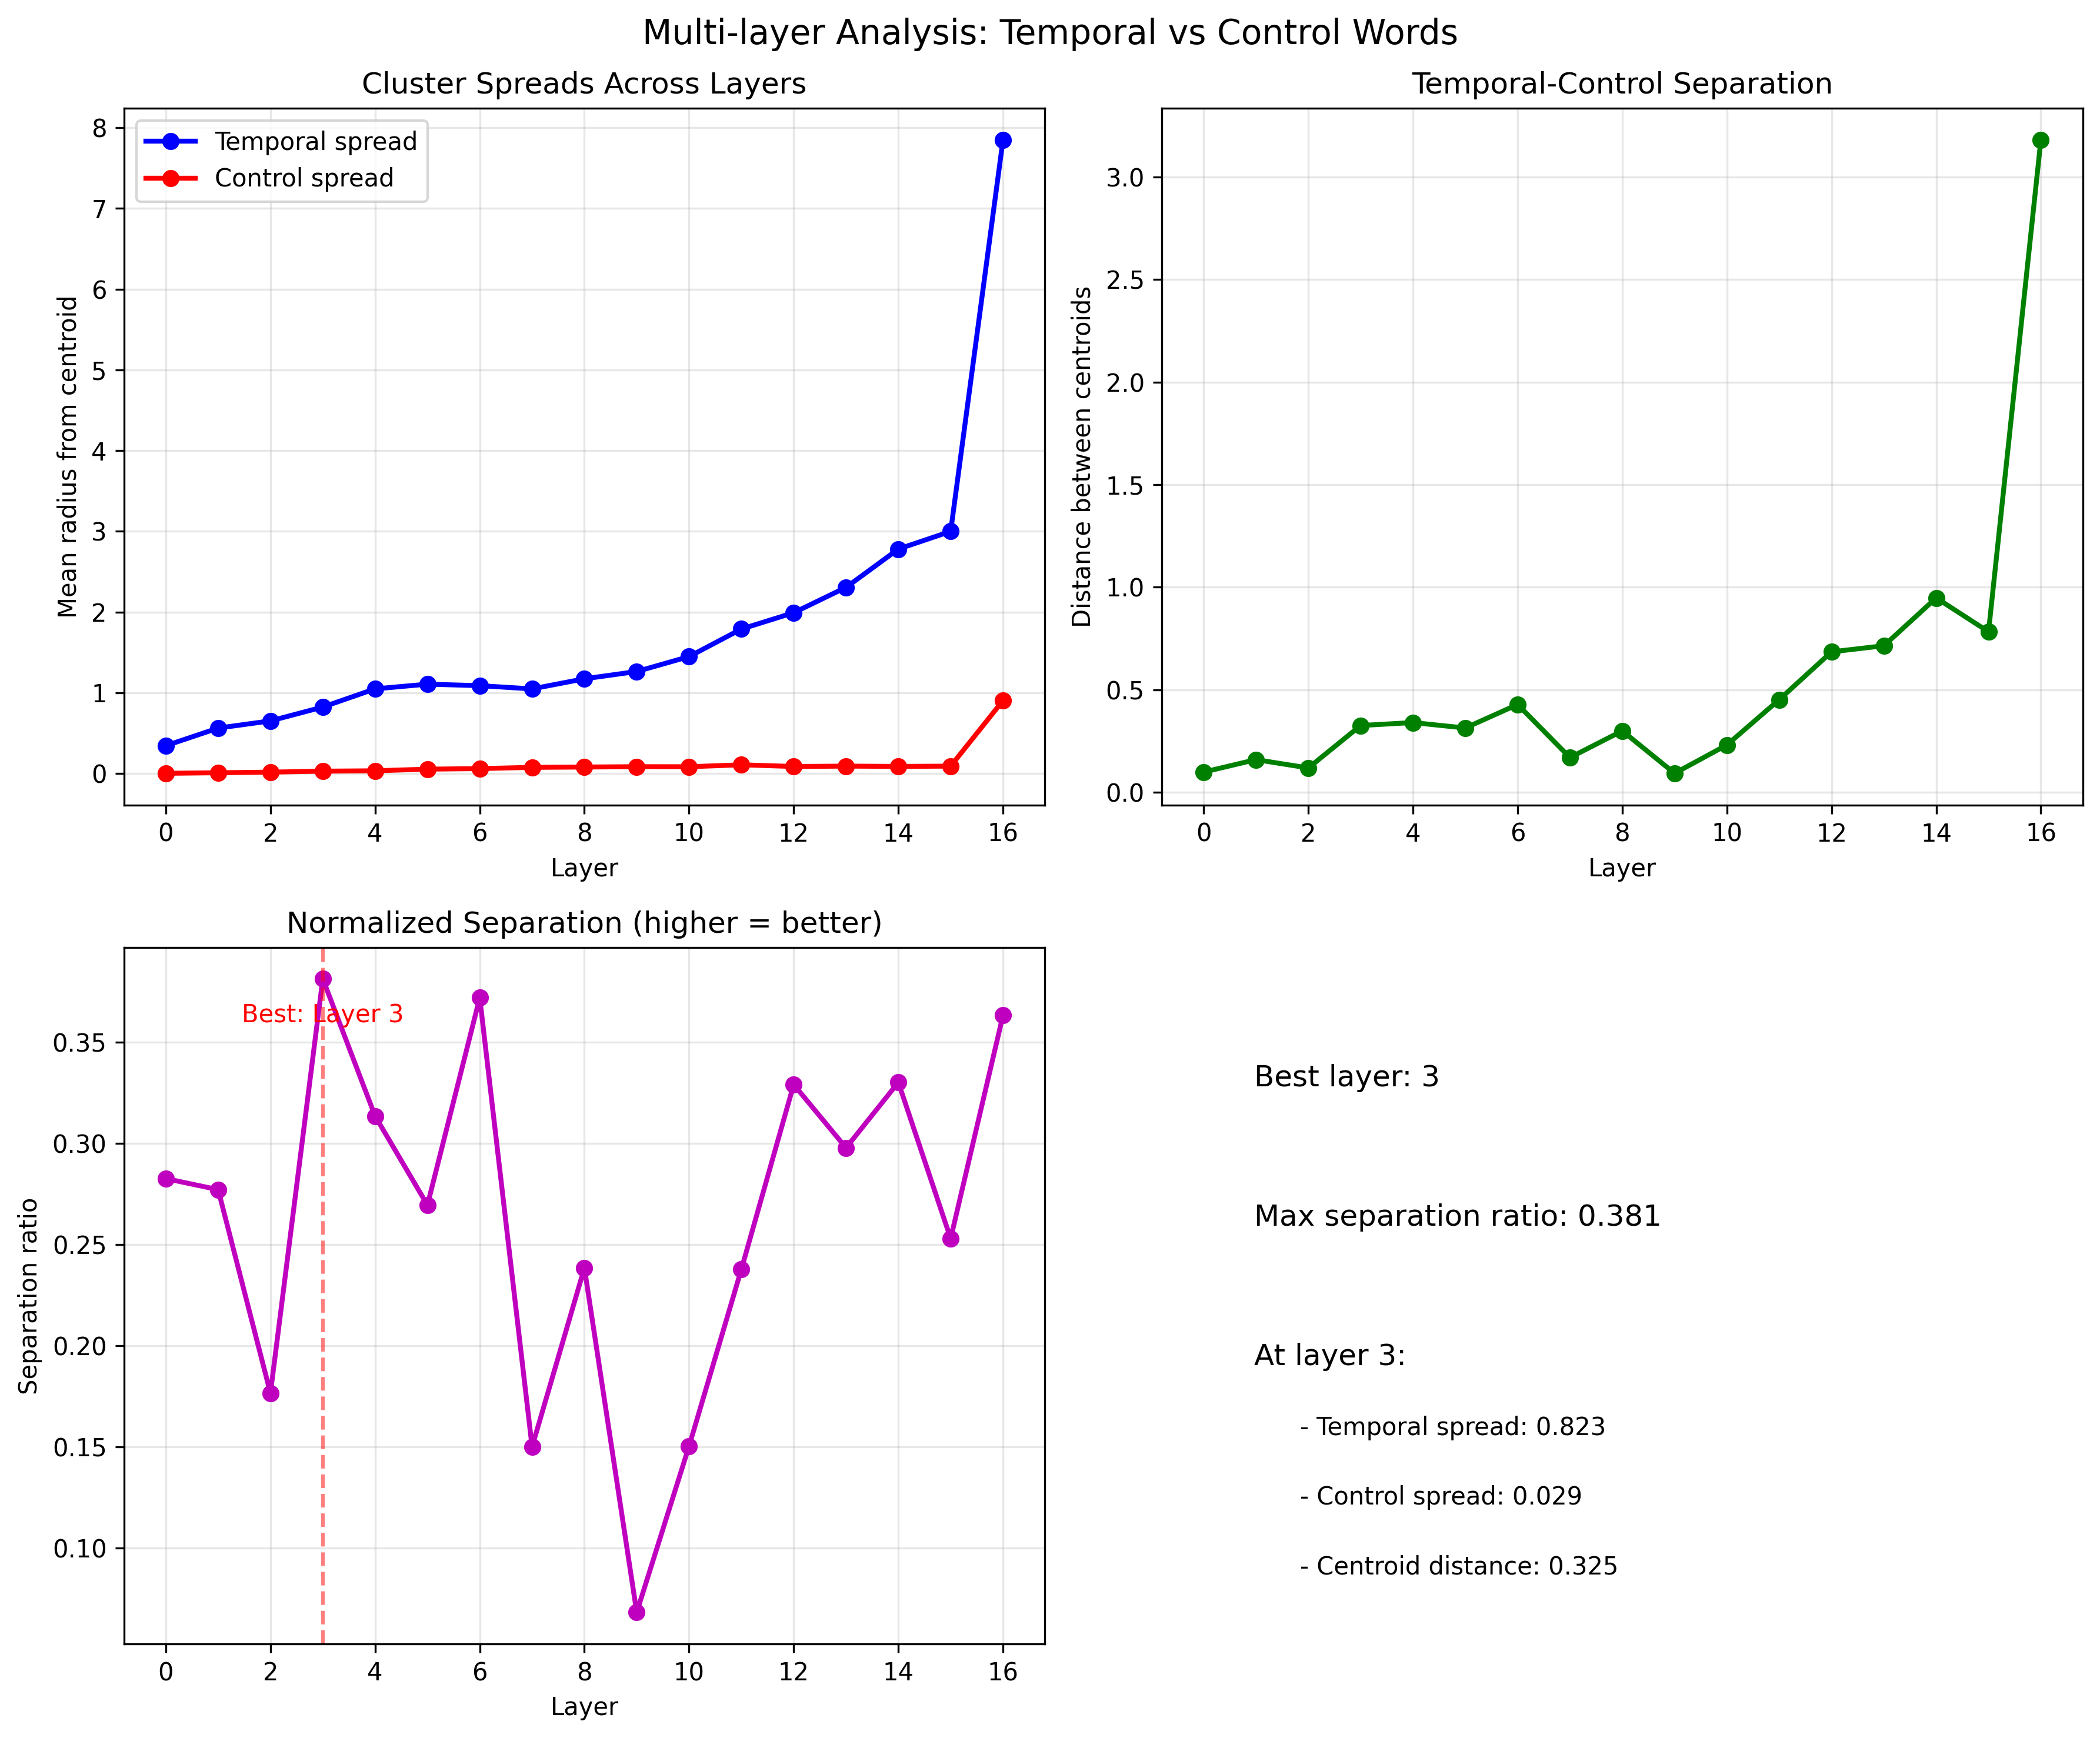 Multi-layer Analysis: Temporal vs Control Words
Cluster Spreads Across Layers
Mean radius from centroid
8
7
6
5
4
3
2
1
0
Temporal spread
Control spread
0 2 4 6 8 10 12 14 16
Layer
Temporal-Control Separation
Distance between centroids
3.0
2.5
2.0
1.5
1.0
0.5
0.0
0 2 4 6 8 10 12 14 16
Layer
Normalized Separation (higher = better)
Separation ratio
0.35
0.30
0.25
0.20
0.15
0.10
Best: Layer 3
0 2 4 6 8 10 12 14 16
Layer
Best layer: 3
Max separation ratio: 0.381
At layer 3:
- Temporal spread: 0.823
- Control spread: 0.029
- Centroid distance: 0.325